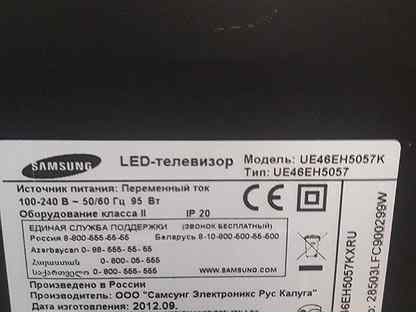 SAMSUNG
LED-телевизор
Модель: UE46EH5057K
Тип: UE46EH5057
Источник питания: Переменный ток
100-240 В ~ 50/60 Гц 95 Вт
Оборудование класса II IP 20
ЕДИНАЯ СЛУЖБА ПОДДЕРЖКИ (ЗВОНОК БЕСПЛАТНЫЙ)
Россия 8-800-555-55-55 Беларусь 8-10-800-500-55-500
Azerbaycan 0-88-555-55-55
Հայաստան 0-800-05-555
საქართველო 0-800-555-555
WWW.SAMSUNG
Произведено в России
Производитель: ООО "Самсунг Электроникс Рус Калуга"
Дата изготовления: 2012.09.
46EH5057KXRU
28503LFC900299W